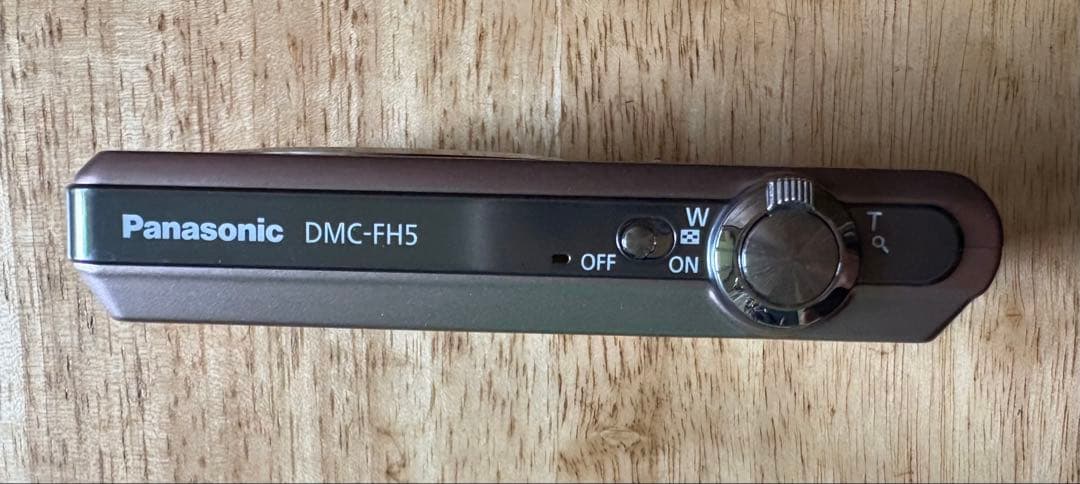 Panasonic DMC-FH5
OFF ON
W
T